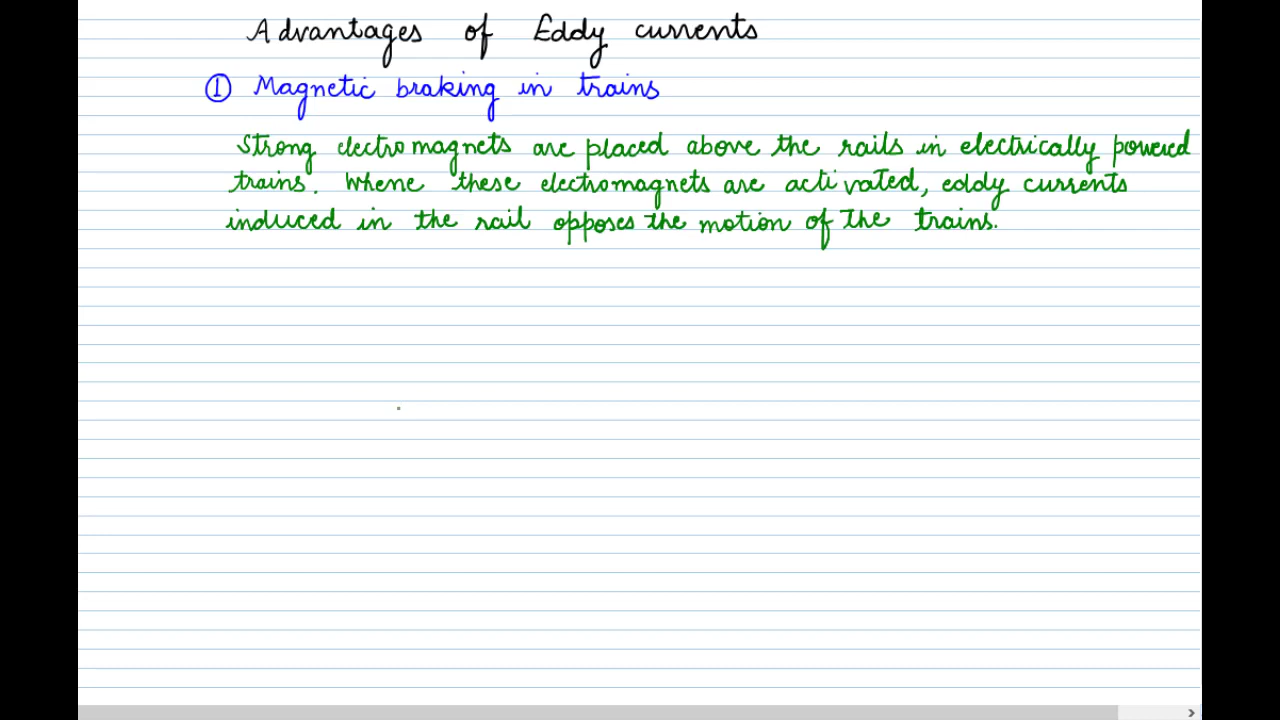 Advantages of Eddy currents
① Magnetic braking in trains
Strong electromagnets are placed above the rails in electrically powered
trains. Whene these electromagnets are activated, eddy currents
induced in the rail opposes the motion of the trains.